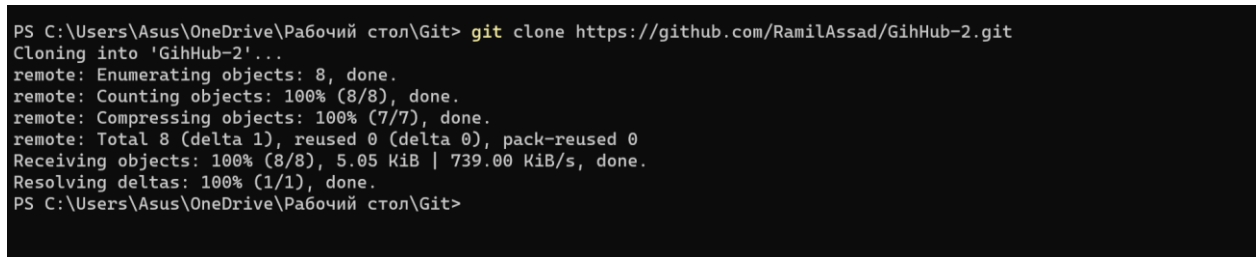 PS C:\Users\Asus\OneDrive\Рабочий стол\Git> git clone https://github.com/RamilAssad/GihHub-2.git
Cloning into 'GihHub-2'...
remote: Enumerating objects: 8, done.
remote: Counting objects: 100% (8/8), done.
remote: Compressing objects: 100% (7/7), done.
remote: Total 8 (delta 1), reused 0 (delta 0), pack-reused 0
Receiving objects: 100% (8/8), 5.05 KiB | 739.00 KiB/s, done.
Resolving deltas: 100% (1/1), done.
PS C:\Users\Asus\OneDrive\Рабочий стол\Git>